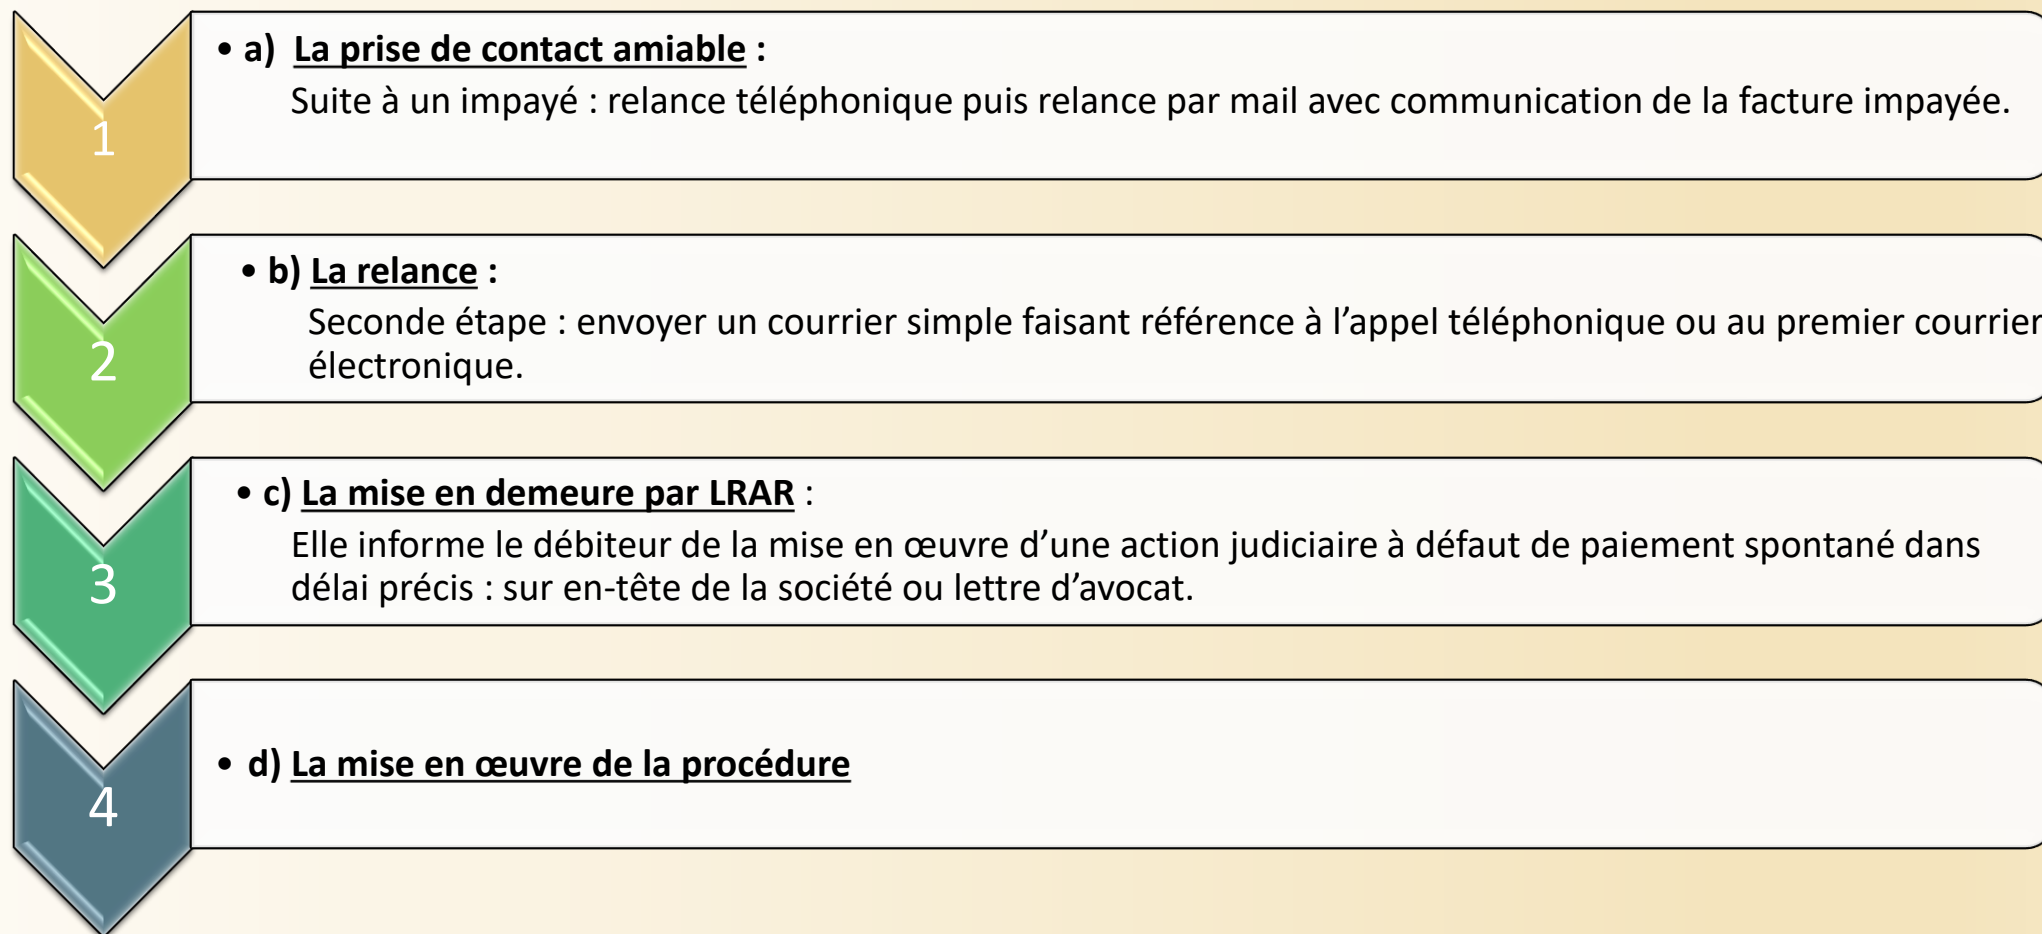 1
• a) La prise de contact amiable :
Suite à un impayé : relance téléphonique puis relance par mail avec communication de la facture impayée.
2
• b) La relance :
Seconde étape : envoyer un courrier simple faisant référence à l’appel téléphonique ou au premier courrier
électronique.
3
• c) La mise en demeure par LRAR :
Elle informe le débiteur de la mise en œuvre d’une action judiciaire à défaut de paiement spontané dans
délai précis : sur en-tête de la société ou lettre d’avocat.
4
• d) La mise en œuvre de la procédure